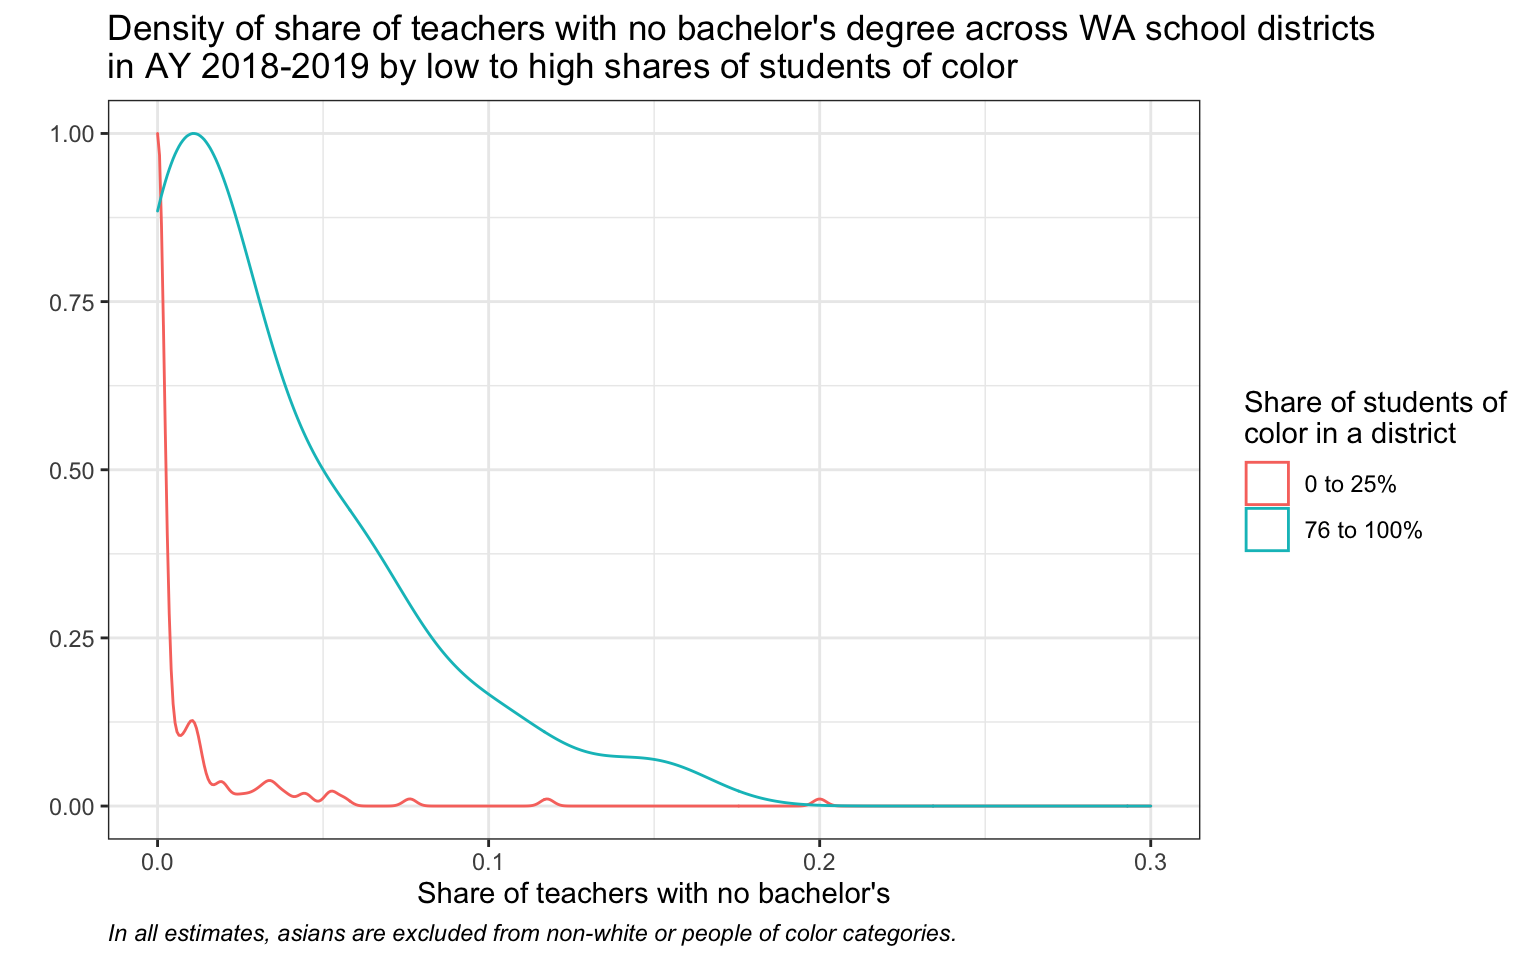 Density of share of teachers with no bachelor's degree across WA school districts
in AY 2018-2019 by low to high shares of students of color
1.00
0.75
0.50
0.25
0.00
0.0
0.1
0.2
0.3
Share of teachers with no bachelor's
In all estimates, asians are excluded from non-white or people of color categories.
Share of students of
color in a district
0 to 25%
76 to 100%